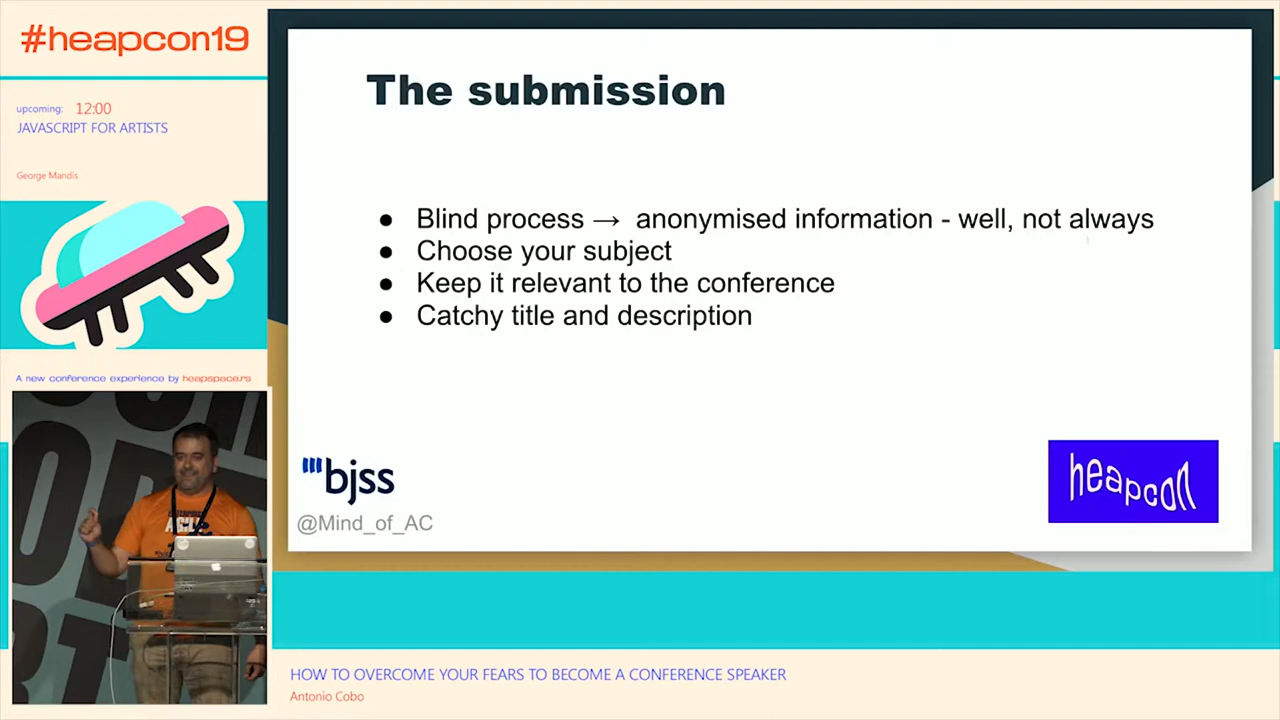 #heapcon19
upcoming: 12:00
JAVASCRIPT FOR ARTISTS
George Mandis
A new conference experience by heapspace.rs
The submission
● Blind process → anonymised information - well, not always
● Choose your subject
● Keep it relevant to the conference
● Catchy title and description
bjss
@Mind_of_AC
heapcon
AGILE
HOW TO OVERCOME YOUR FEARS TO BECOME A CONFERENCE SPEAKER
Antonio Cobo